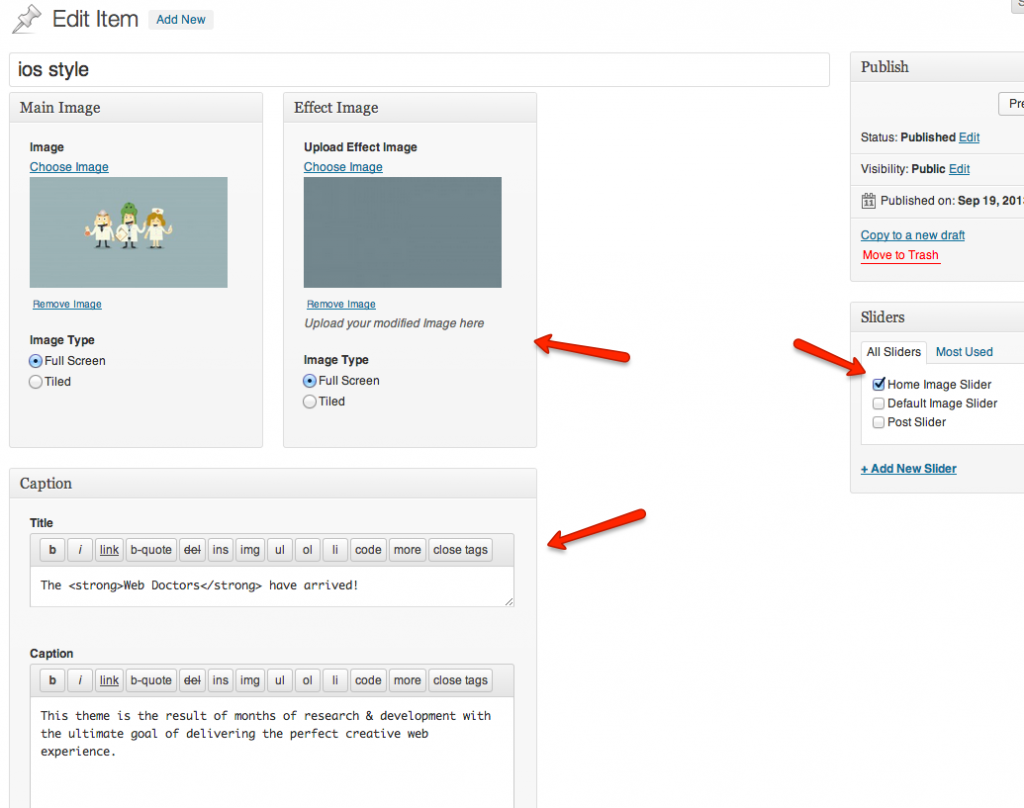 Edit Item Add New
ios style
Main Image
Image
Choose Image
Remove Image
Image Type
Full Screen
Tiled
Effect Image
Upload Effect Image
Choose Image
Remove Image
Upload your modified Image here
Image Type
Full Screen
Tiled
Caption
Title
b i link b-quote del ins img ul ol li code more close tags
The <strong>Web Doctors</strong> have arrived!
Caption
b i link b-quote del ins img ul ol li code more close tags
This theme is the result of months of research & development with
the ultimate goal of delivering the perfect creative web
experience.
Publish
Pre
Status: Published Edit
Visibility: Public Edit
11 Published on: Sep 19, 201
Copy to a new draft
Move to Trash
Sliders
All Sliders Most Used
Home Image Slider
Default Image Slider
Post Slider
+ Add New Slider